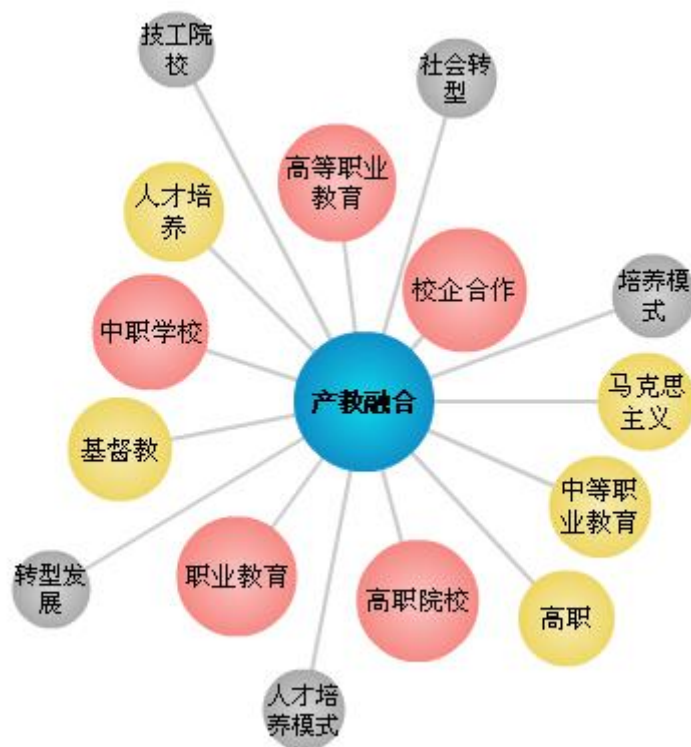 技工院
校
社会转
型
高等职业
教育
人才培
养
校企合作
培养模
式
中职学校
产教融合
马克思
主义
基督教
中等职
业教育
转型发
展
职业教育
高职院校
高职
人才培
养模式